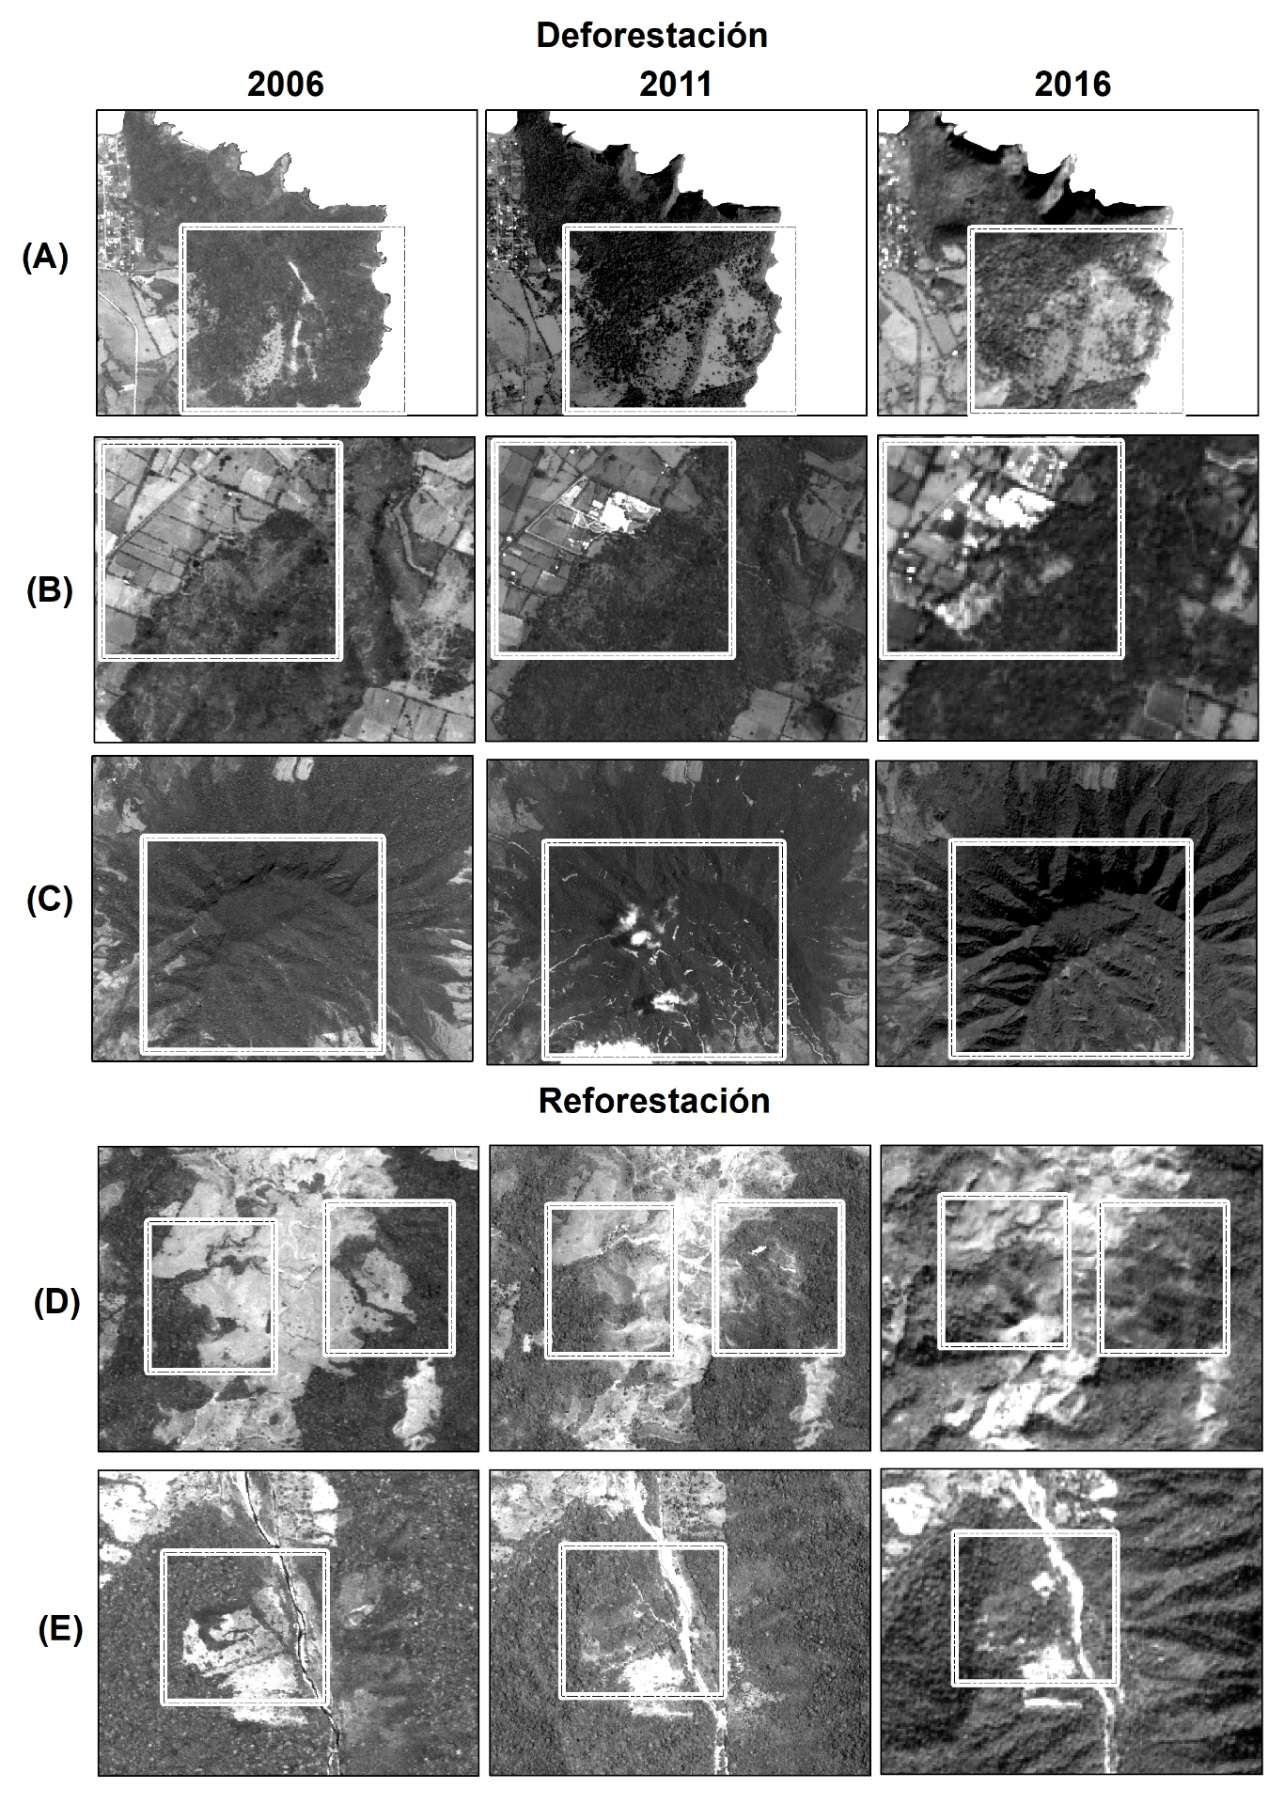 Deforestación
2006 2011 2016
(A)
(B)
(C)
Reforestación
(D)
(E)